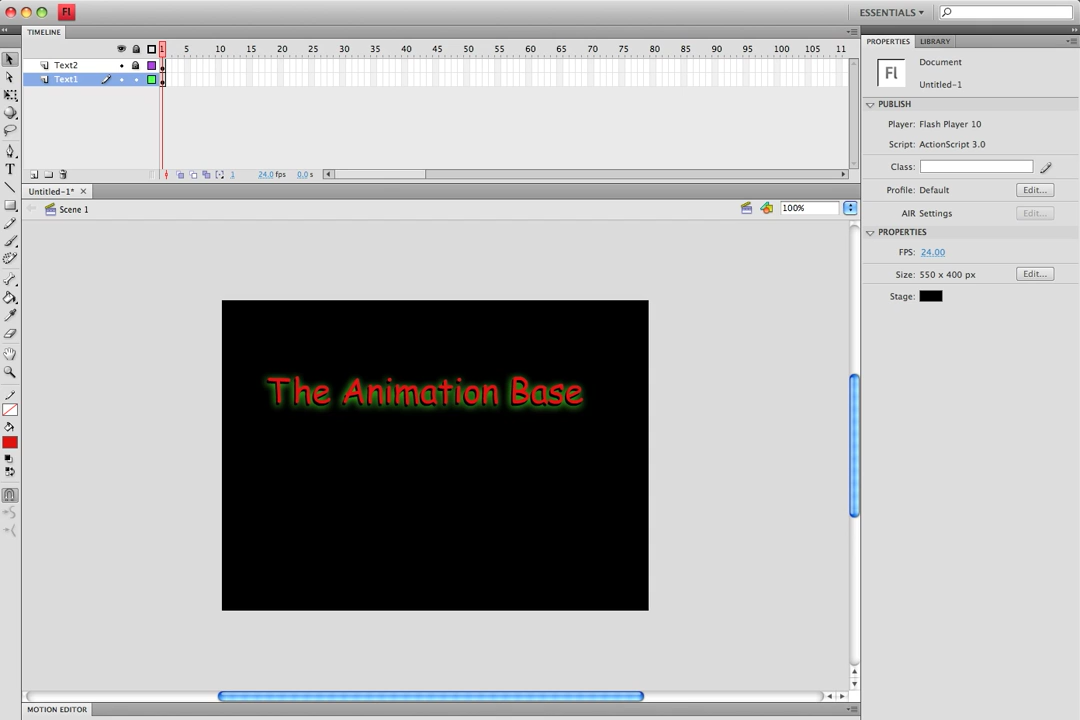 Fl
ESSENTIALS
TIMELINE
1 5 10 15 20 25 30 35 40 45 50 55 60 65 70 75 80 85 90 95 100 105 11
Text2
Text1
1 24.0 fps 0.0 s
Untitled-1*
Scene 1
100%
The Animation Base
MOTION EDITOR
PROPERTIES LIBRARY
Fl
Document
Untitled-1
PUBLISH
Player: Flash Player 10
Script: ActionScript 3.0
Class:
Profile: Default Edit...
AIR Settings Edit...
PROPERTIES
FPS: 24.00
Size: 550 x 400 px Edit...
Stage: